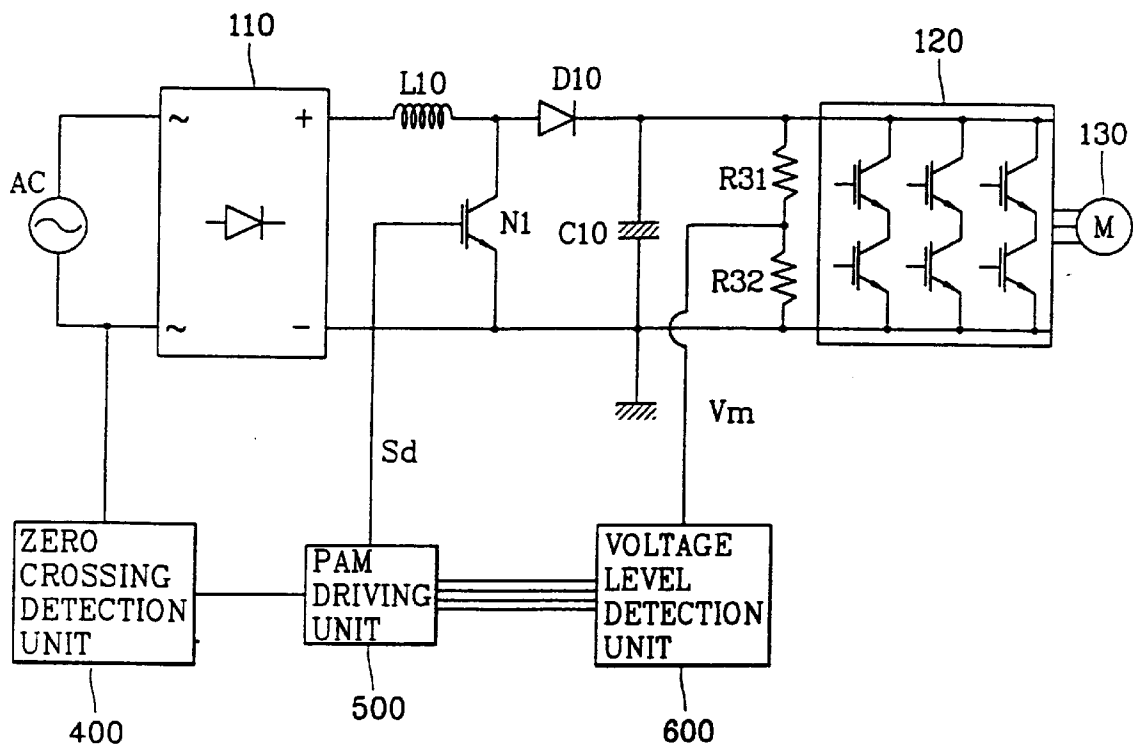 110
L10
D10
120
130
~
+
AC
R31
N1
C10
M
R32
~
-
Vm
Sd
ZERO
CROSSING
DETECTION
UNIT
PAM
DRIVING
UNIT
VOLTAGE
LEVEL
DETECTION
UNIT
400
500
600